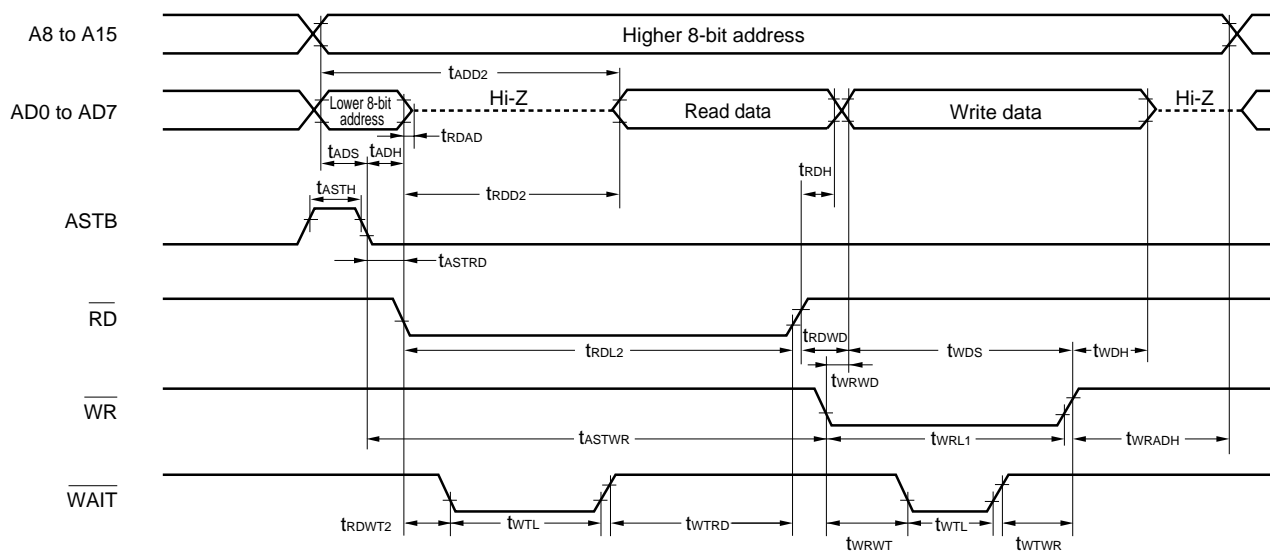 A8 to A15
Higher 8-bit address
tADD2
AD0 to AD7
Lower 8-bit
address
Hi-Z
Read data
Write data
Hi-Z
tRDAD
tADS
tADH
tASTH
tRDD2
tRDH
ASTB
tASTRD
RD
tRDL2
tRDWD
tWDS
tWDH
tWRWD
WR
tASTWR
tWRL1
tWRADH
WAIT
tRDWT2
tWTL
tWTRD
tWRWT
tWTL
tWTWR